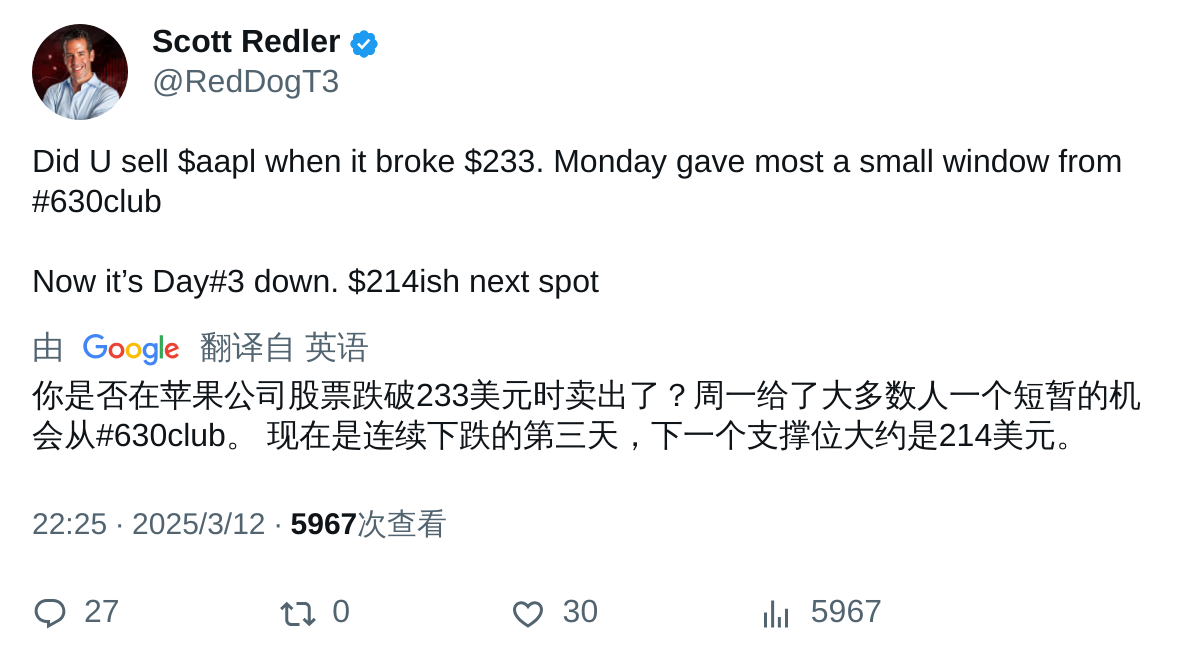 Scott Redler
@RedDogT3
Did U sell $aapl when it broke $233. Monday gave most a small window from
#630club
Now it’s Day#3 down. $214ish next spot
由 Google 翻译自 英语
你是否在苹果公司股票跌破233美元时卖出了？周一给了大多数人一个短暂的机
会从#630club。 现在是连续下跌的第三天，下一个支撑位大约是214美元。
22:25 · 2025/3/12 · 5967次查看
27 0 30 5967